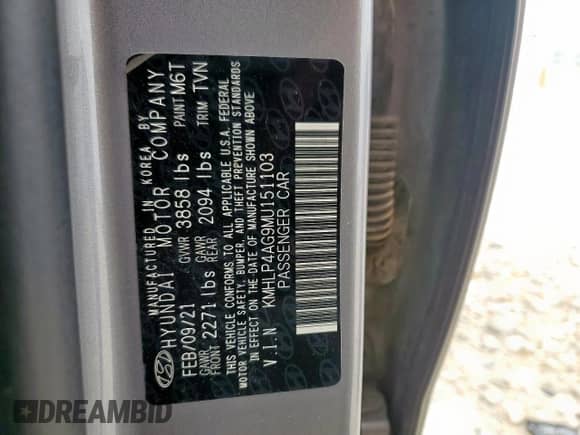 MANUFACTURED IN KOREA BY
HYUNDAI MOTOR COMPANY
FEB/09/21 GVWR 3858 lbs PAINT M6T
GAWR FRONT 2271 lbs GAWR REAR 2094 lbs TRIM TVN
THIS VEHICLE CONFORMS TO ALL APPLICABLE U.S.A. FEDERAL
MOTOR VEHICLE SAFETY, BUMPER, AND THEFT PREVENTION STANDARDS
IN EFFECT ON THE DATE OF MANUFACTURE SHOWN ABOVE
V.I.N KMHLP4AG9MU151103
PASSENGER CAR
DREAMBID